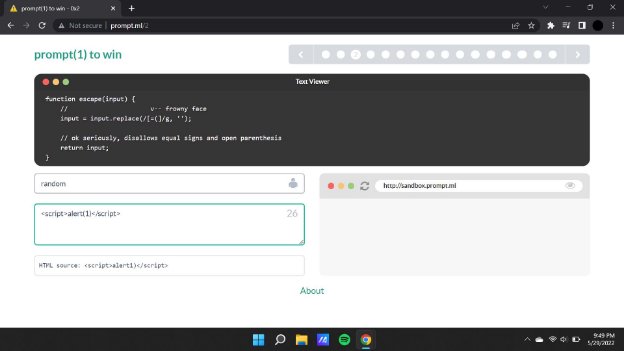 prompt(1) to win - 0x2
Not secure | prompt.ml/2
prompt(1) to win
2
Text Viewer
function escape(input) {
// v-- frowny face
input = input.replace(/[=(]/g, '');
// ok seriously, disallows equal signs and open parenthesis
return input;
}
random
http://sandbox.prompt.ml
<script>alert(1)</script>
26
HTML source: <script>alert1)</script>
About
9:49 PM
5/29/2022